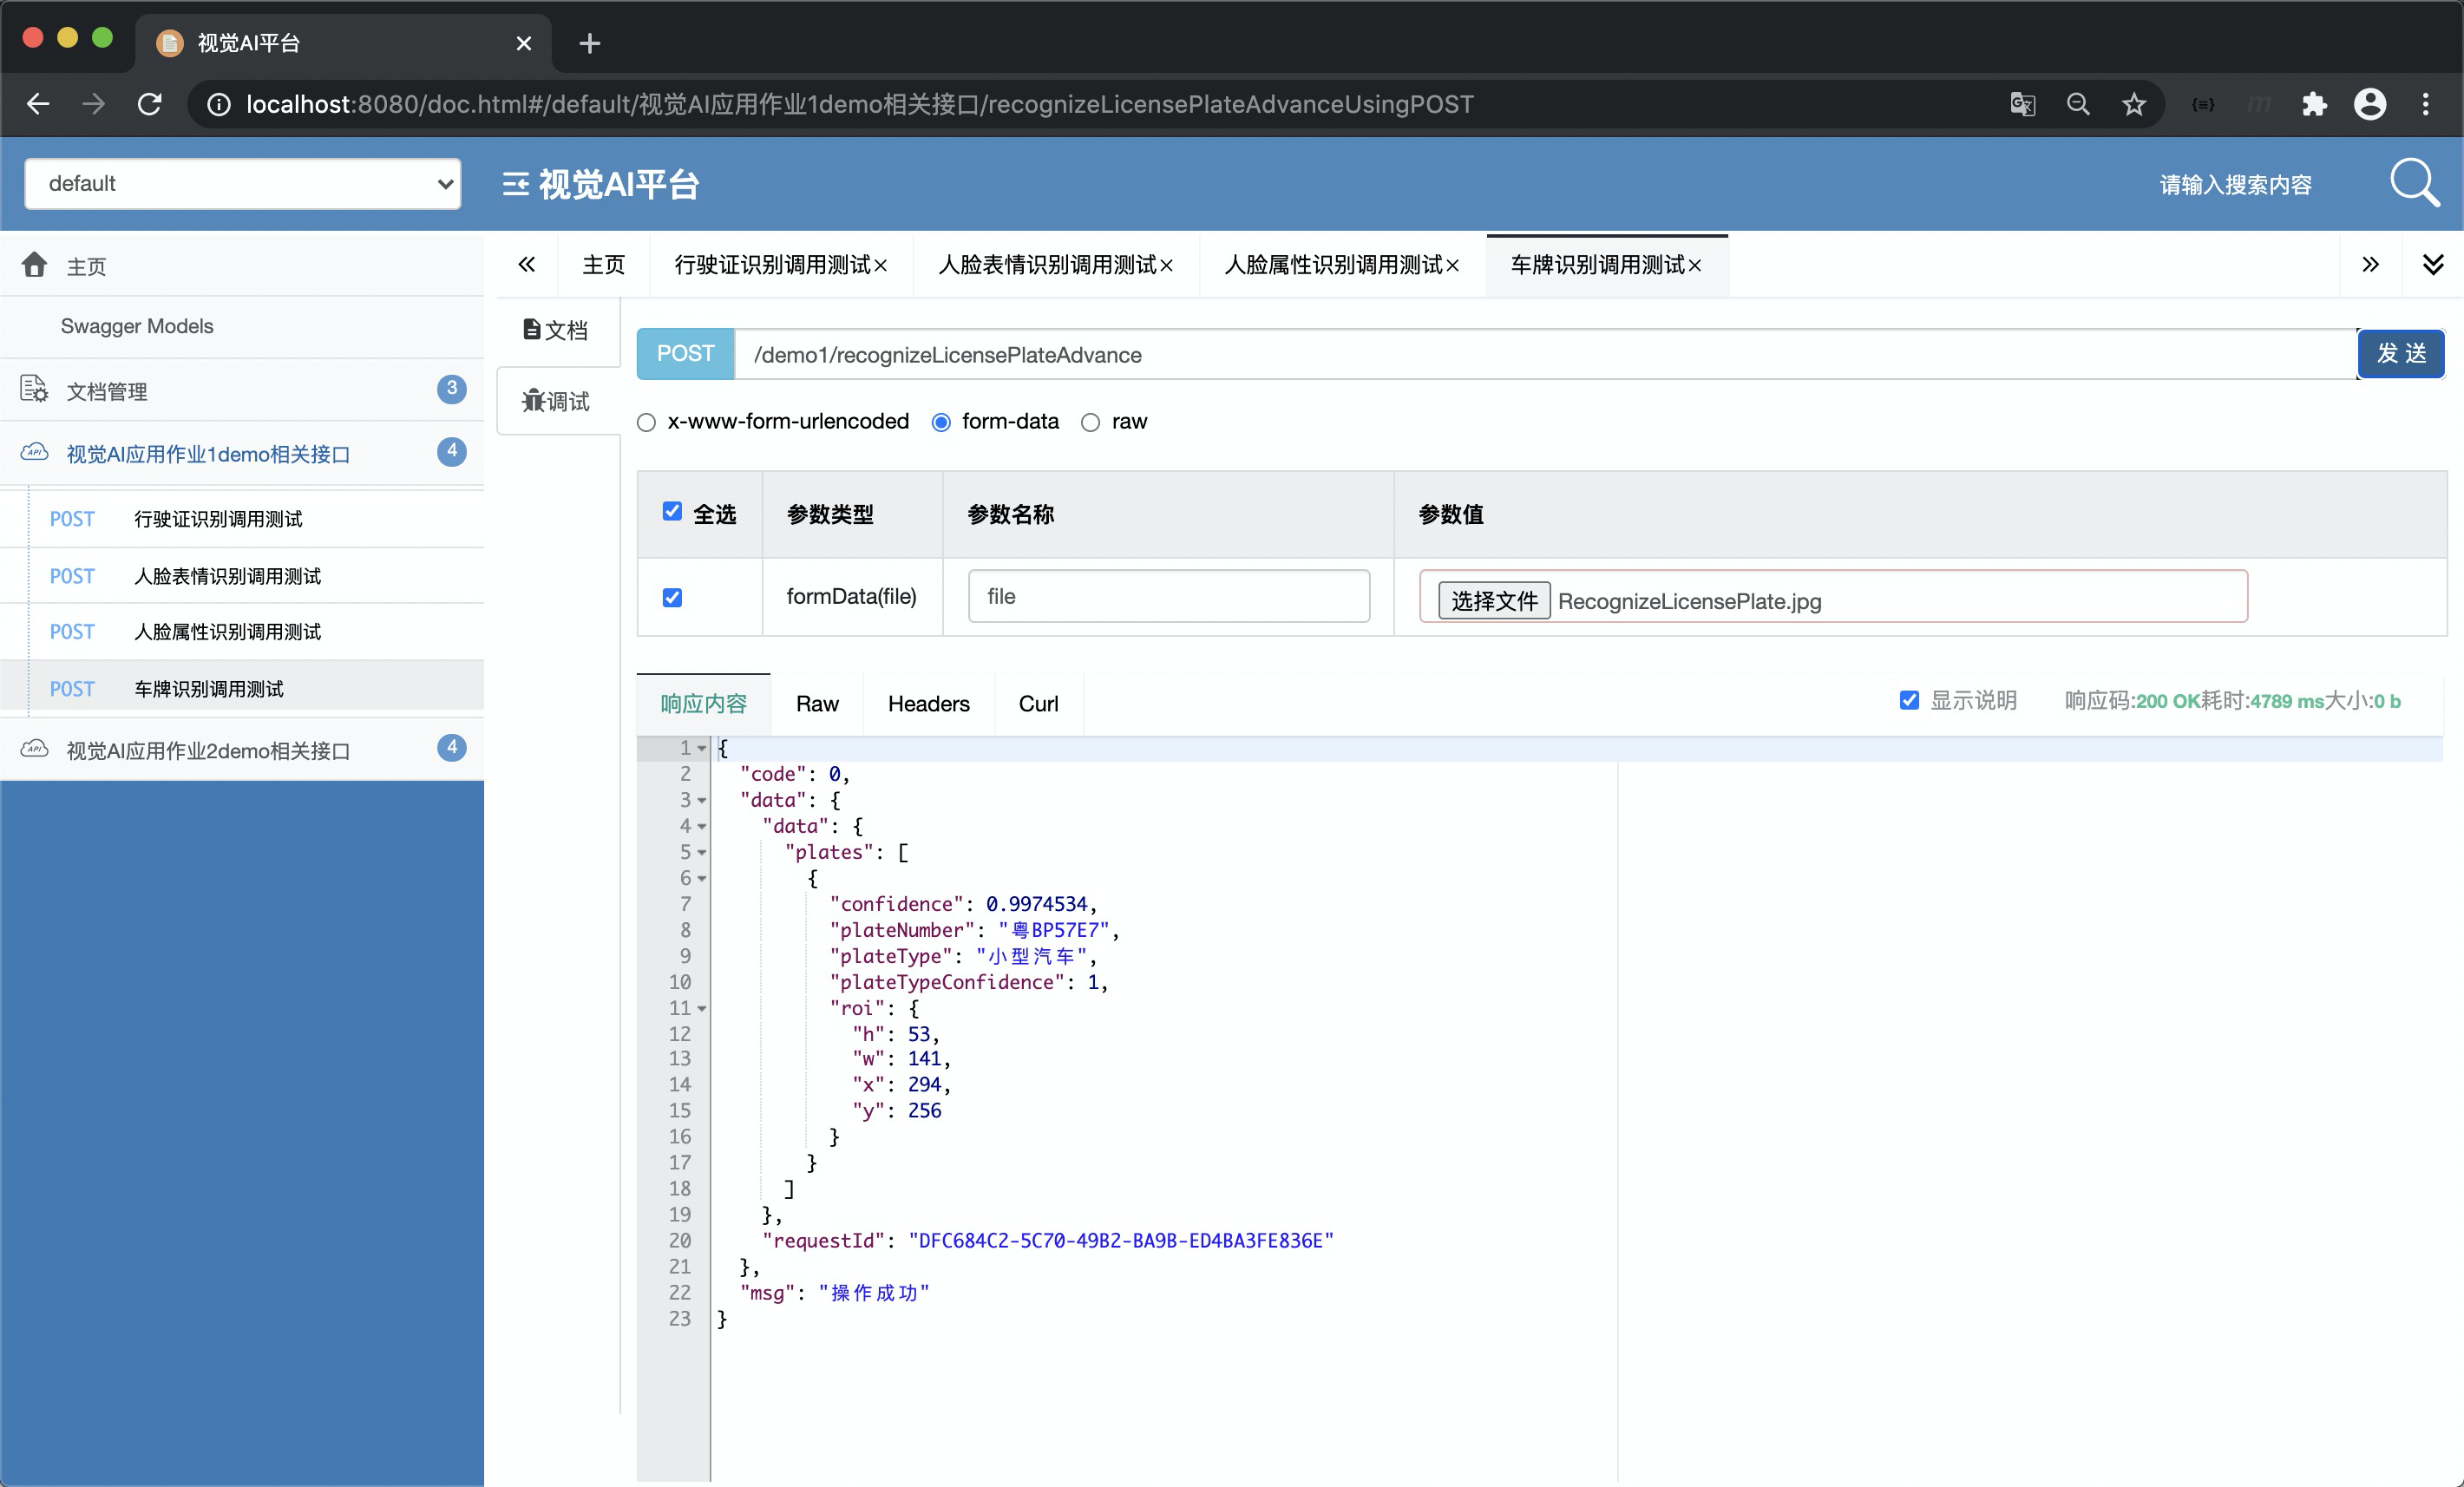 视觉AI平台
localhost:8080/doc.html#/default/视觉AI应用作业1demo相关接口/recognizeLicensePlateAdvanceUsingPOST
default
视觉AI平台
请输入搜索内容
主页
Swagger Models
文档管理 3
视觉AI应用作业1demo相关接口 4
POST 行驶证识别调用测试
POST 人脸表情识别调用测试
POST 人脸属性识别调用测试
POST 车牌识别调用测试
视觉AI应用作业2demo相关接口 4
主页 行驶证识别调用测试 人脸表情识别调用测试 人脸属性识别调用测试 车牌识别调用测试
文档
调试
POST /demo1/recognizeLicensePlateAdvance 发 送
x-www-form-urlencoded form-data raw
全选 参数类型 参数名称 参数值
formData(file) file 选择文件 RecognizeLicensePlate.jpg
响应内容 Raw Headers Curl 显示说明 响应码:200 OK耗时:4789 ms大小:0 b
1 {
2 "code": 0,
3 "data": {
4 "data": {
5 "plates": [
6 {
7 "confidence": 0.9974534,
8 "plateNumber": "粤BP57E7",
9 "plateType": "小型汽车",
10 "plateTypeConfidence": 1,
11 "roi": {
12 "h": 53,
13 "w": 141,
14 "x": 294,
15 "y": 256
16 }
17 }
18 ]
19 },
20 "requestId": "DFC684C2-5C70-49B2-BA9B-ED4BA3FE836E"
21 },
22 "msg": "操作成功"
23 }